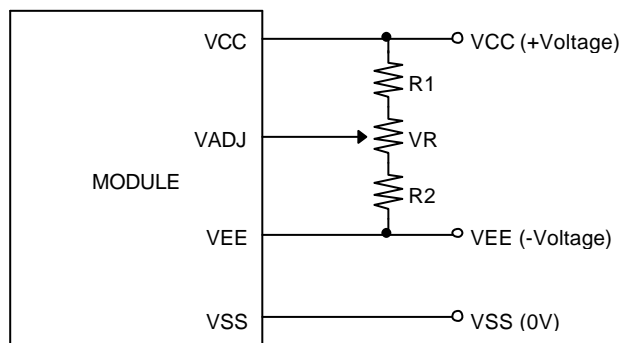 VCC
VCC (+Voltage)
R1
VADJ
VR
MODULE
R2
VEE
VEE (-Voltage)
VSS
VSS (0V)